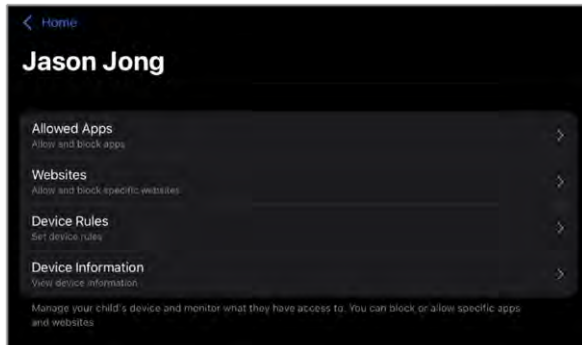 Home
Jason Jong
Allowed Apps
Allow and block apps
Websites
Allow and block specific websites
Device Rules
Set device rules
Device Information
View device information
Manage your child's device and monitor what they have access to. You can block or allow specific apps
and websites